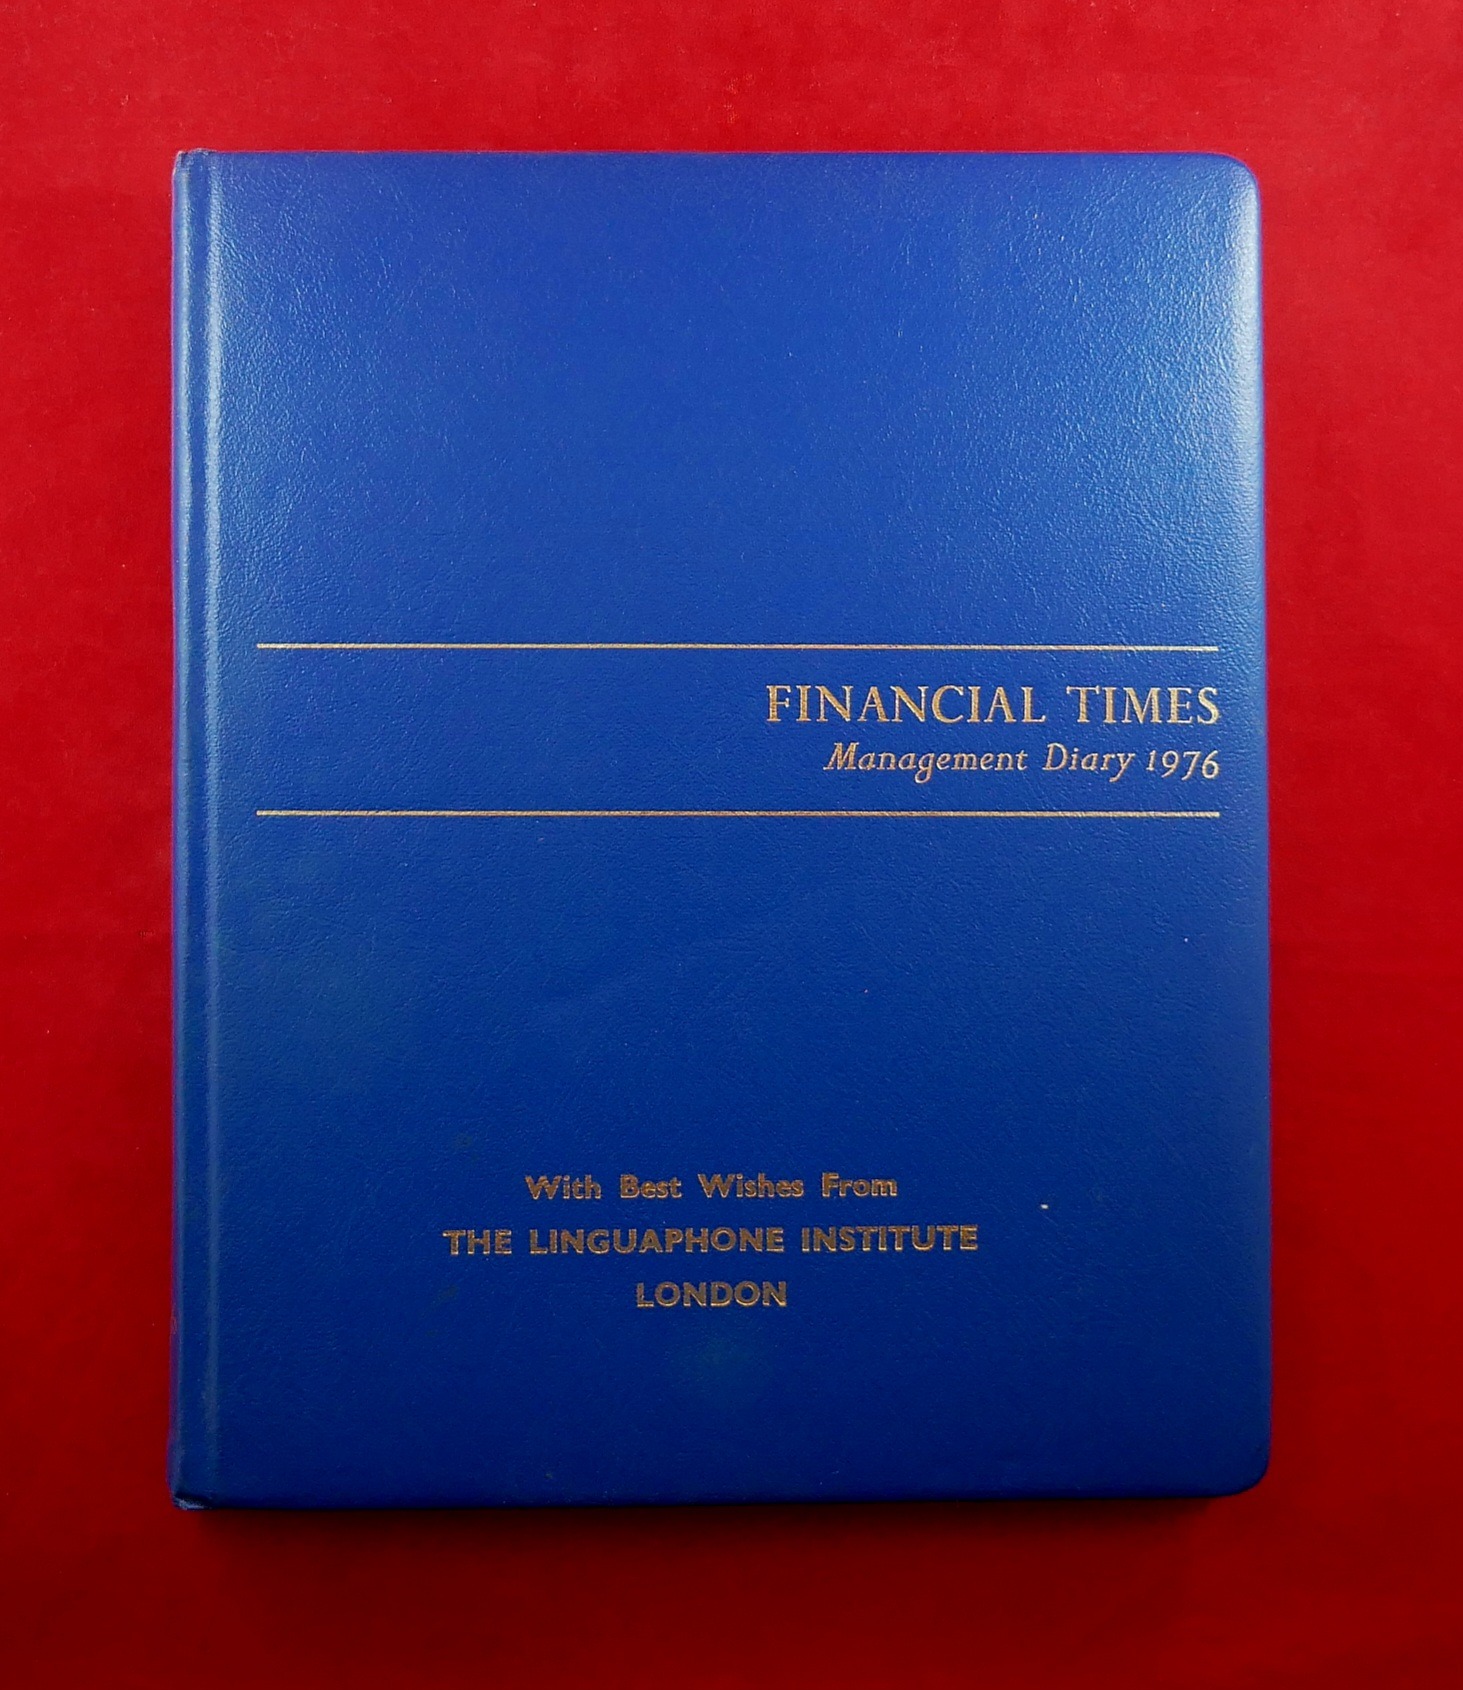 FINANCIAL TIMES
Management Diary 1976
With Best Wishes From
THE LINGUAPHONE INSTITUTE
LONDON